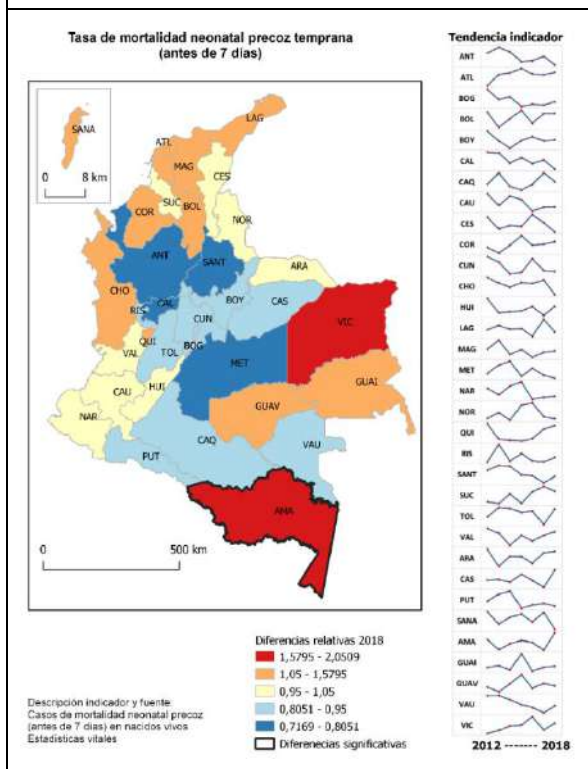 Tasa de mortalidad neonatal precoz temprana
(antes de 7 días)
SANA
0 8 km
LAG
ATL
MAG
CES
SUC
BOL
COR
NOR
ANT
SANT
ARA
CHO
CAL
RIS
BOY
CAS
CUN
VIC
QUI
BOG
TOL
VAL
MET
HUI
CAU
GUAI
NAR
GUAV
CAQ
VAU
PUT
AMA
0 500 km
Diferencias relativas 2018
1,5795 - 2,0509
1,05 - 1,5795
0,95 - 1,05
0,8051 - 0,95
0,7169 - 0,8051
Diferencias significativas
Descripción indicador y fuente
Casos de mortalidad neonatal precoz
(antes de 7 días) en nacidos vivos
Estadísticas vitales
Tendencia indicador
ANT
ATL
BOG
BOL
BOY
CAL
CAQ
CAU
CES
COR
CUN
CHO
HUI
LAG
MAG
MET
NAR
NOR
QUI
RIS
SANT
SUC
TOL
VAL
ARA
CAS
PUT
SANA
AMA
GUAI
GUAV
VAU
VIC
2012 ------- 2018